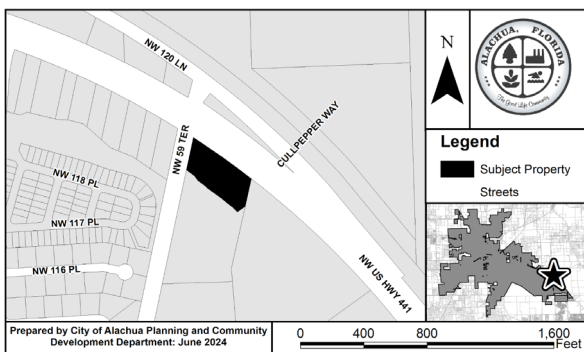 NW 120 LN
CULLPEPPER WAY
NW 59 TER
NW 118 PL
NW 117 PL
NW 116 PL
NW US HWY 441
N
ALACHUA, FLORIDA
The Good Life Community
Legend
Subject Property
Streets
Prepared by City of Alachua Planning and Community
Development Department: June 2024
0 400 800 1,600
Feet